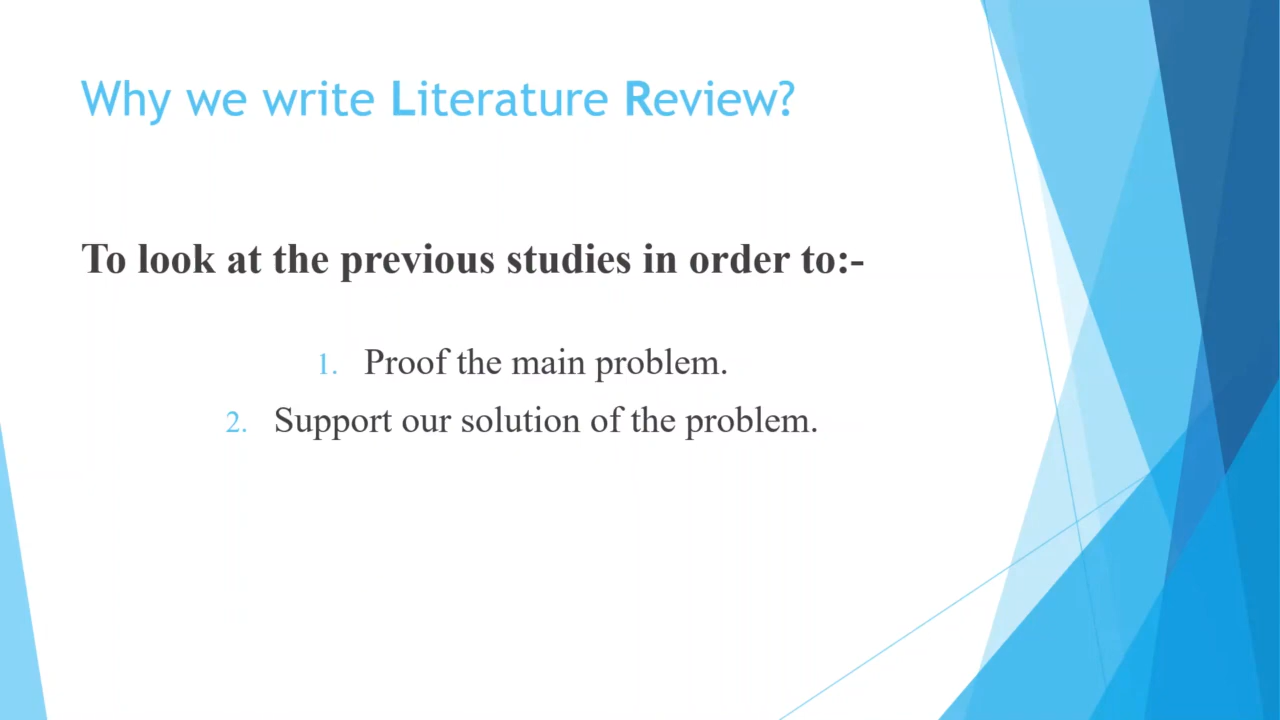 Why we write Literature Review?
To look at the previous studies in order to:-
1. Proof the main problem.
2. Support our solution of the problem.